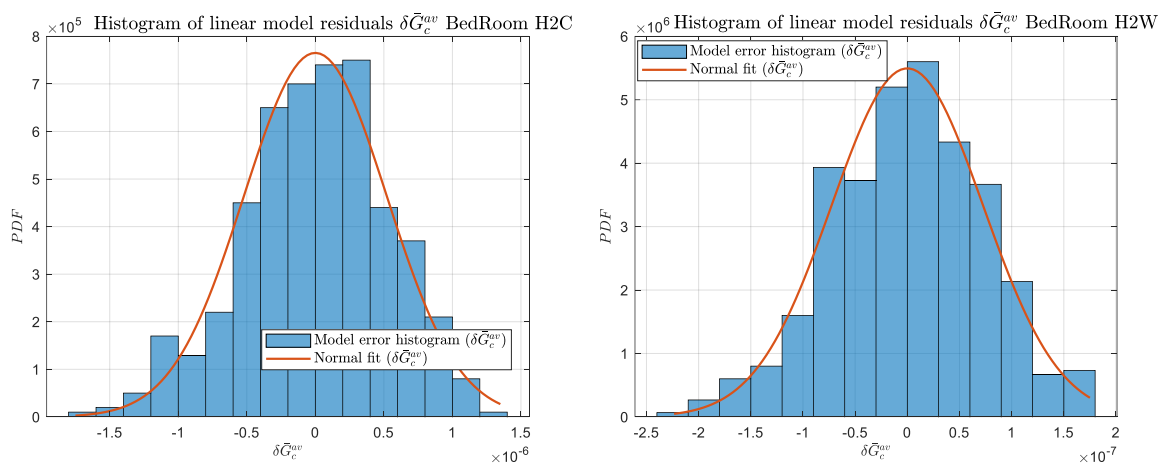 Histogram of linear model residuals δḠ_c^{av} BedRoom H2C
×10^5
8
7
6
5
4
3
2
1
0
PDF
Model error histogram (δḠ_c^{av})
Normal fit (δḠ_c^{av})
-1.5 -1 -0.5 0 0.5 1 1.5
δḠ_c^{av}
×10^-6
Histogram of linear model residuals δḠ_c^{av} BedRoom H2W
×10^6
6
5
4
3
2
1
0
PDF
Model error histogram (δḠ_c^{av})
Normal fit (δḠ_c^{av})
-2.5 -2 -1.5 -1 -0.5 0 0.5 1 1.5 2
δḠ_c^{av}
×10^-7